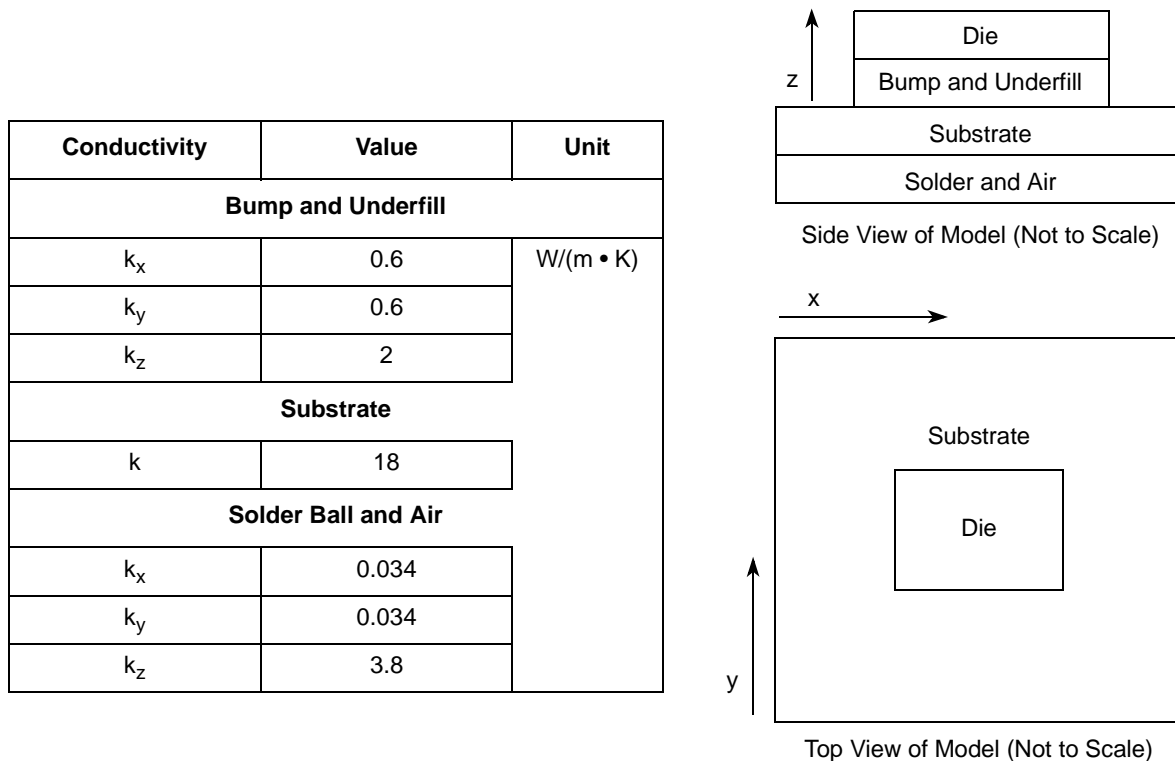 Conductivity Value Unit
Bump and Underfill
kx 0.6 W/(m • K)
ky 0.6
kz 2
Substrate
k 18
Solder Ball and Air
kx 0.034
ky 0.034
kz 3.8
Die
z
Bump and Underfill
Substrate
Solder and Air
Side View of Model (Not to Scale)
x
Substrate
Die
y
Top View of Model (Not to Scale)